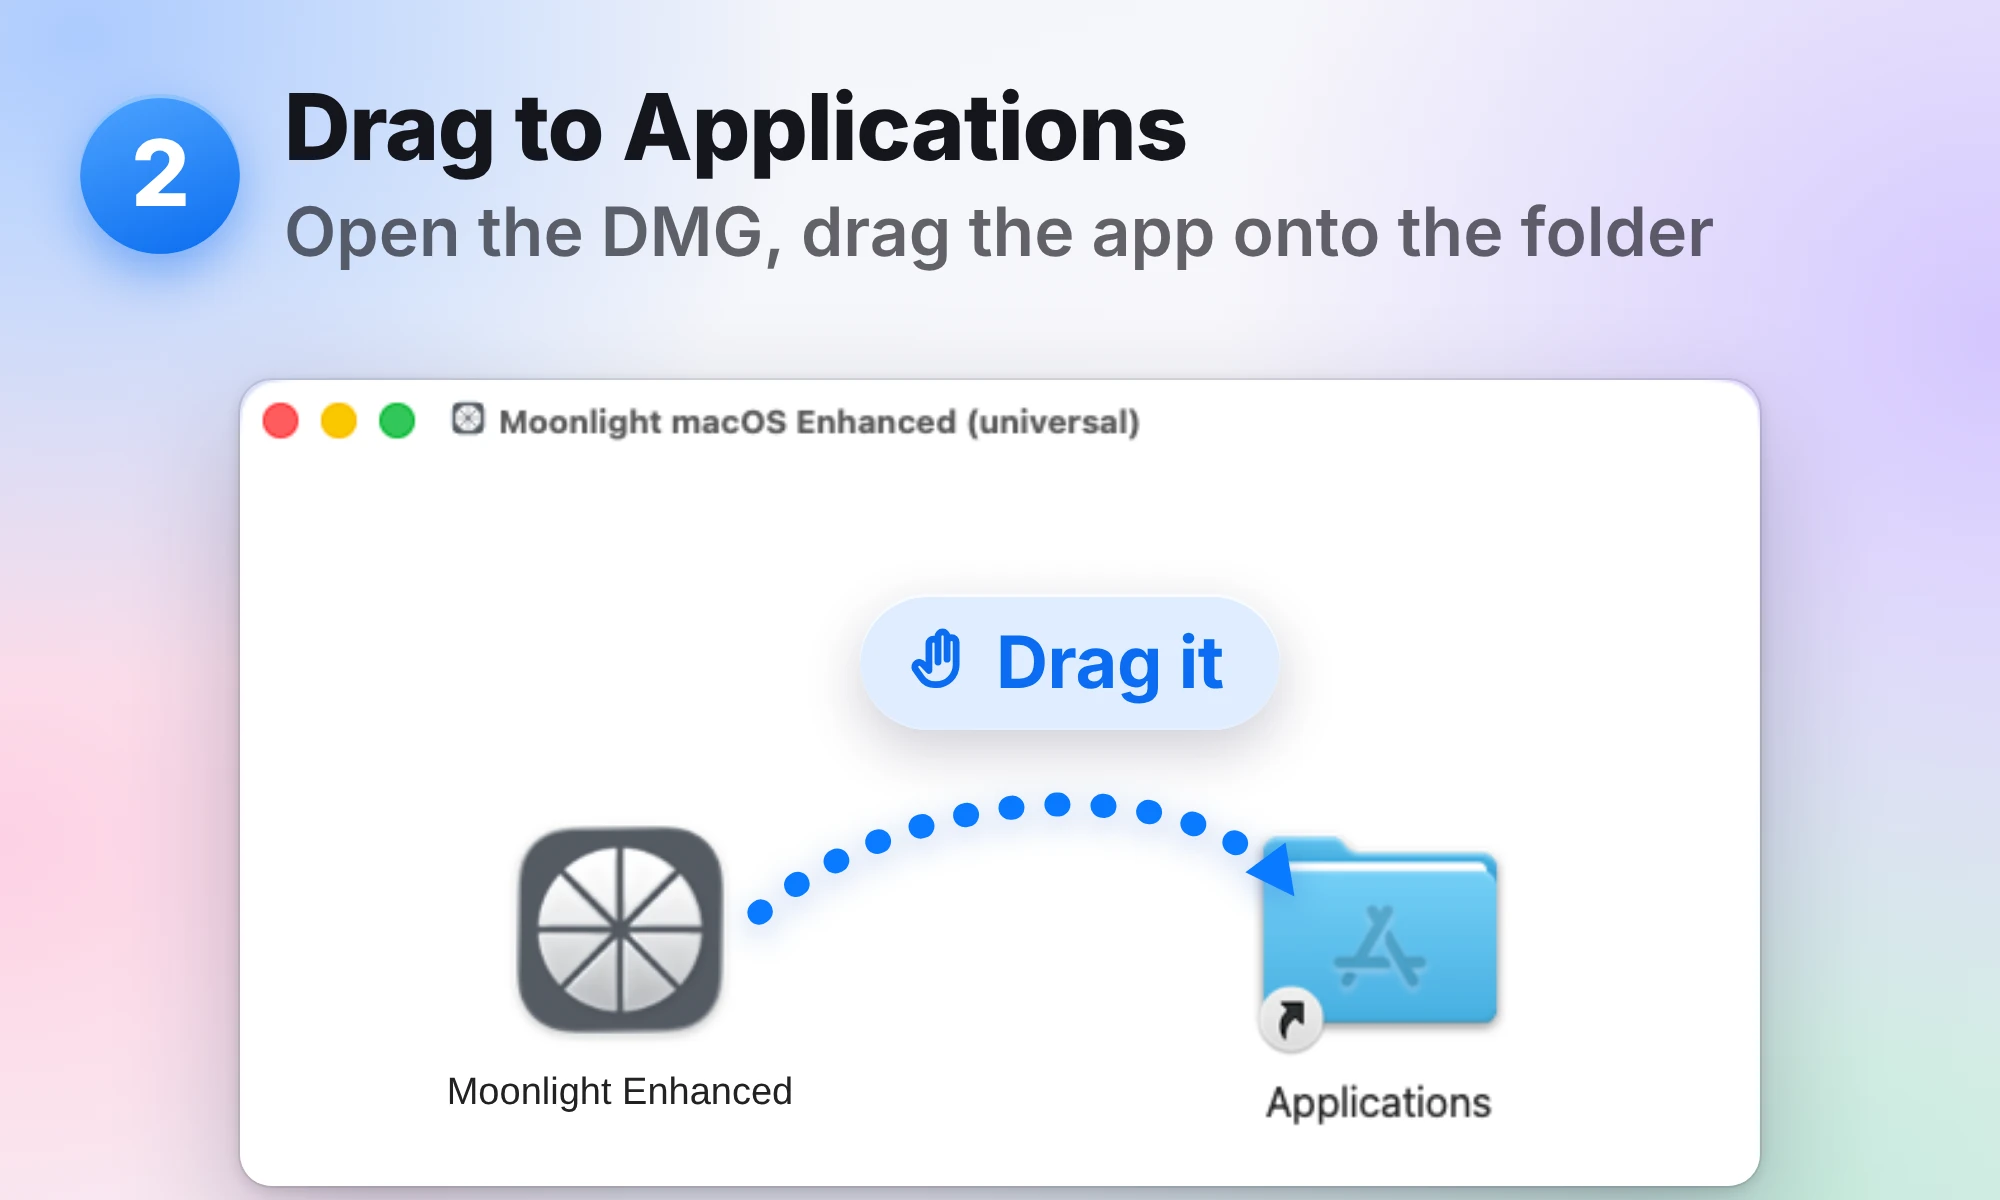 2
Drag to Applications
Open the DMG, drag the app onto the folder
Moonlight macOS Enhanced (universal)
Drag it
Moonlight Enhanced
Applications